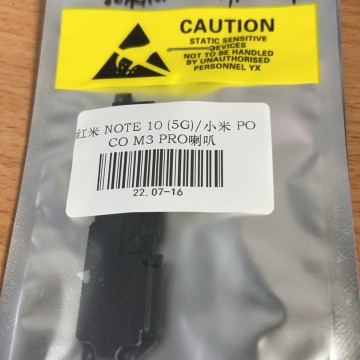 CAUTION
STATIC SENSITIVE
DEVICES
NOT TO BE HANDLED
BY UNAUTHORISED
PERSONNEL YX
红米 NOTE 10 (5G)/小米 PO
CO M3 PRO喇叭
22.07-16